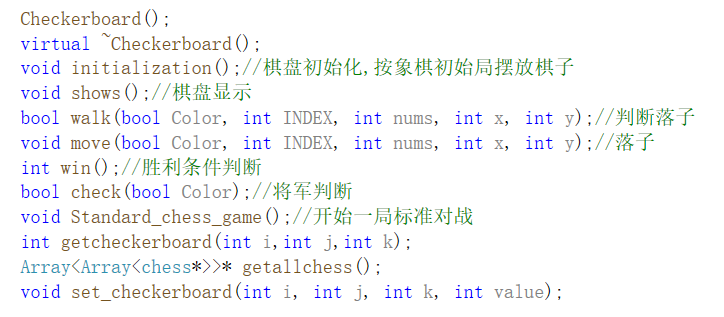 Checkerboard();
virtual ~Checkerboard();
void initialization();//棋盘初始化,按象棋初始局摆放棋子
void shows();//棋盘显示
bool walk(bool Color, int INDEX, int nums, int x, int y);//判断落子
void move(bool Color, int INDEX, int nums, int x, int y);//落子
int win();//胜利条件判断
bool check(bool Color);//将军判断
void Standard_chess_game();//开始一局标准对战
int getcheckerboard(int i,int j,int k);
Array<Array<chess*>>* getallchess();
void set_checkerboard(int i, int j, int k, int value);